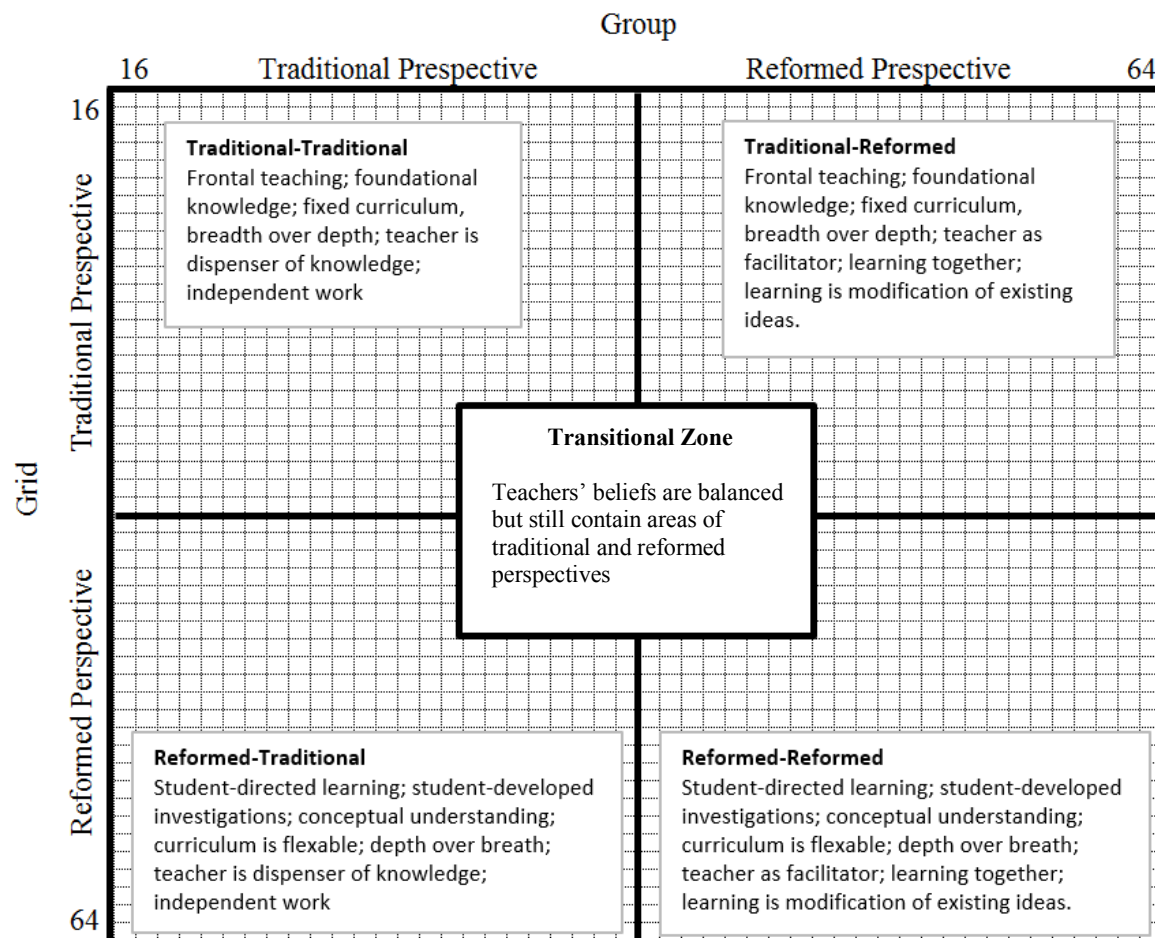 Group
16 Traditional Prespective Reformed Prespective 64
16
Traditional Prespective
Grid
Reformed Perspective
64
Traditional-Traditional
Frontal teaching; foundational
knowledge; fixed curriculum,
breadth over depth; teacher is
dispenser of knowledge;
independent work
Traditional-Reformed
Frontal teaching; foundational
knowledge; fixed curriculum,
breadth over depth; teacher as
facilitator; learning together;
learning is modification of existing
ideas.
Transitional Zone
Teachers’ beliefs are balanced
but still contain areas of
traditional and reformed
perspectives
Reformed-Traditional
Student-directed learning; student-developed
investigations; conceptual understanding;
curriculum is flexable; depth over breath;
teacher is dispenser of knowledge;
independent work
Reformed-Reformed
Student-directed learning; student-developed
investigations; conceptual understanding;
curriculum is flexable; depth over breath;
teacher as facilitator; learning together;
learning is modification of existing ideas.